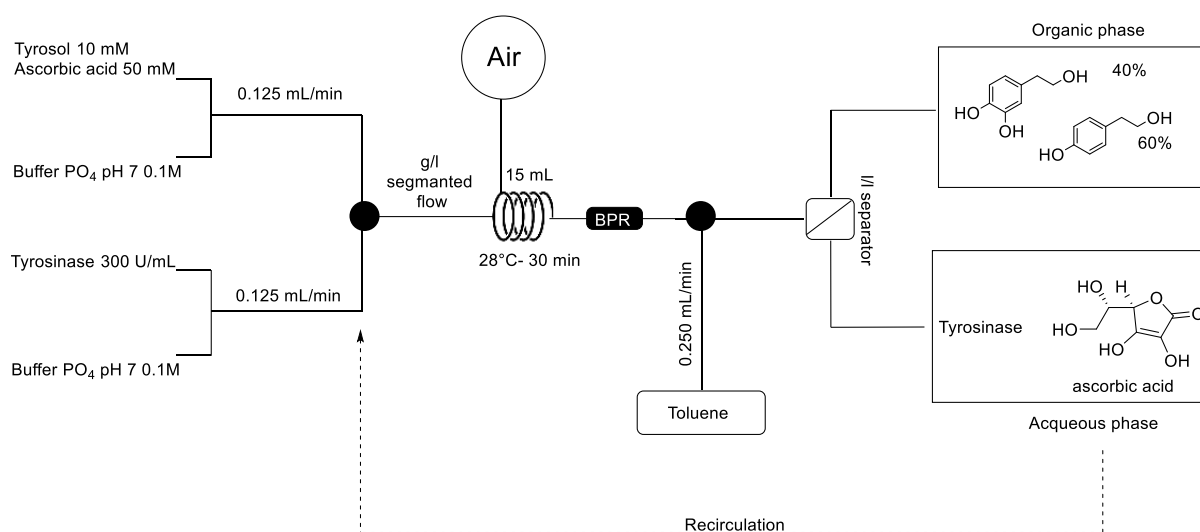 Tyrosol 10 mM
Ascorbic acid 50 mM
0.125 mL/min
Buffer PO4 pH 7 0.1M
Tyrosinase 300 U/mL
0.125 mL/min
Buffer PO4 pH 7 0.1M
g/l
segmanted
flow
Air
15 mL
28°C- 30 min
BPR
0.250 mL/min
Toluene
l/l separator
Organic phase
OH
40%
HO
OH
OH
60%
HO
Tyrosinase
HO
H
O
O
HO
HO
OH
ascorbic acid
Acqueous phase
Recirculation